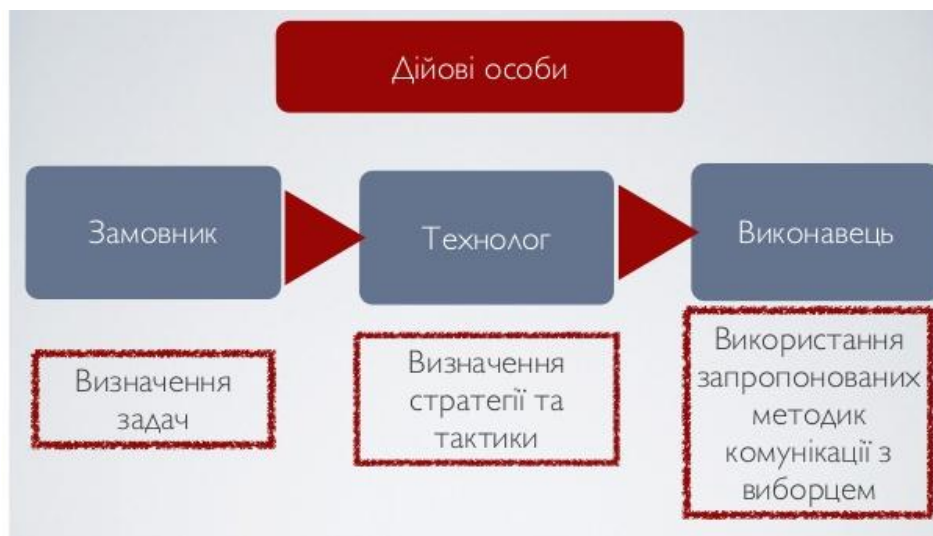 Дійові особи
Замовник
Технолог
Виконавець
Визначення
задач
Визначення
стратегії та
тактики
Використання
запропонованих
методик
комунікації з
виборцем